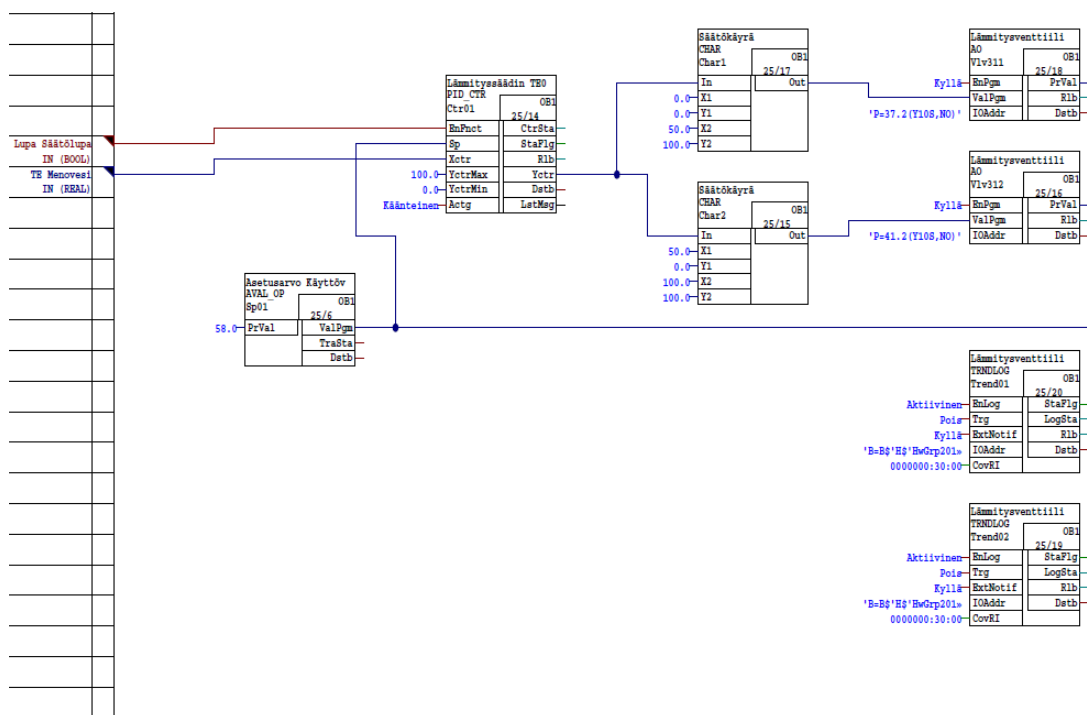 Lupa Säätölupa
IN (BOOL)
TE Menovesi
IN (REAL)
Asetusarvo Käyttöv
AVAL_OP
Sp01
OB1
25/6
58.0
PrVal
ValPgm
TraSta
Dstb
Lämmityssäädin TE0
PID_CTR
Ctr01
OB1
25/14
EnFnct
CtrSta
Sp
StaFlg
Xctr
Rlb
100.0
YctrMax
Yctr
0.0
YctrMin
Dstb
Käänteinen
Actg
LstMsg
Säätökäyrä
CHAR
Char1
OB1
25/17
In
Out
0.0
X1
0.0
Y1
50.0
X2
100.0
Y2
Säätökäyrä
CHAR
Char2
OB1
25/15
In
Out
50.0
X1
0.0
Y1
100.0
X2
100.0
Y2
Lämmitysventtiili
AO
Vlv311
OB1
25/18
Kyllä
EnPgm
PrVal
ValPgm
Rlb
'P=37.2(Y10S,NO)'
IOAddr
Dstb
Lämmitysventtiili
AO
Vlv312
OB1
25/16
Kyllä
EnPgm
PrVal
ValPgm
Rlb
'P=41.2(Y10S,NO)'
IOAddr
Dstb
Lämmitysventtiili
TRNDLOG
Trend01
OB1
25/20
Aktiivinen
EnLog
StaFlg
Pois
Trg
LogSta
Kyllä
ExtNotif
Rlb
'B=B$'H$'HwGrp201»
IOAddr
Dstb
0000000:30:00
CovRI
Lämmitysventtiili
TRNDLOG
Trend02
OB1
25/19
Aktiivinen
EnLog
StaFlg
Pois
Trg
LogSta
Kyllä
ExtNotif
Rlb
'B=B$'H$'HwGrp201»
IOAddr
Dstb
0000000:30:00
CovRI